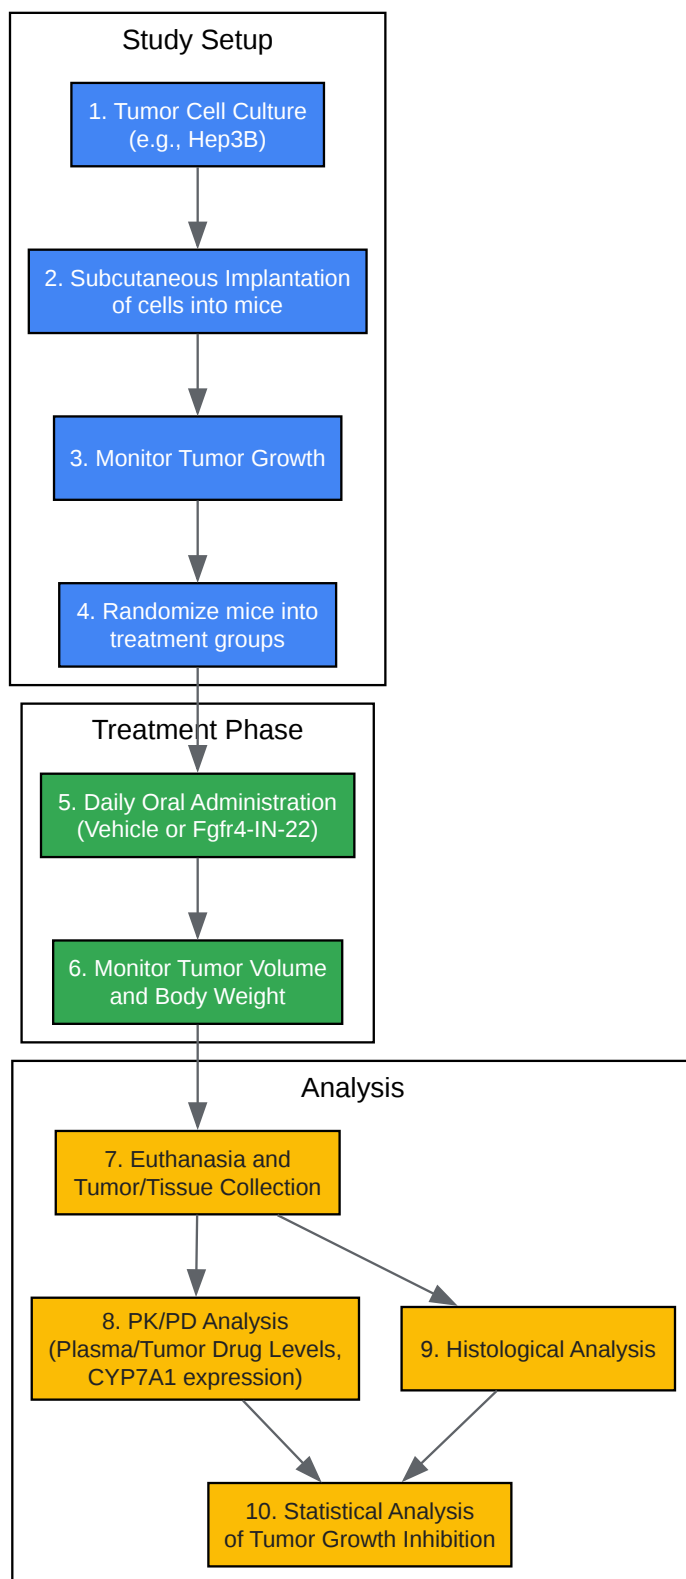 Study Setup
1. Tumor Cell Culture
(e.g., Hep3B)
2. Subcutaneous Implantation
of cells into mice
3. Monitor Tumor Growth
4. Randomize mice into
treatment groups
Treatment Phase
5. Daily Oral Administration
(Vehicle or Fgfr4-IN-22)
6. Monitor Tumor Volume
and Body Weight
Analysis
7. Euthanasia and
Tumor/Tissue Collection
8. PK/PD Analysis
(Plasma/Tumor Drug Levels,
CYP7A1 expression)
9. Histological Analysis
10. Statistical Analysis
of Tumor Growth Inhibition